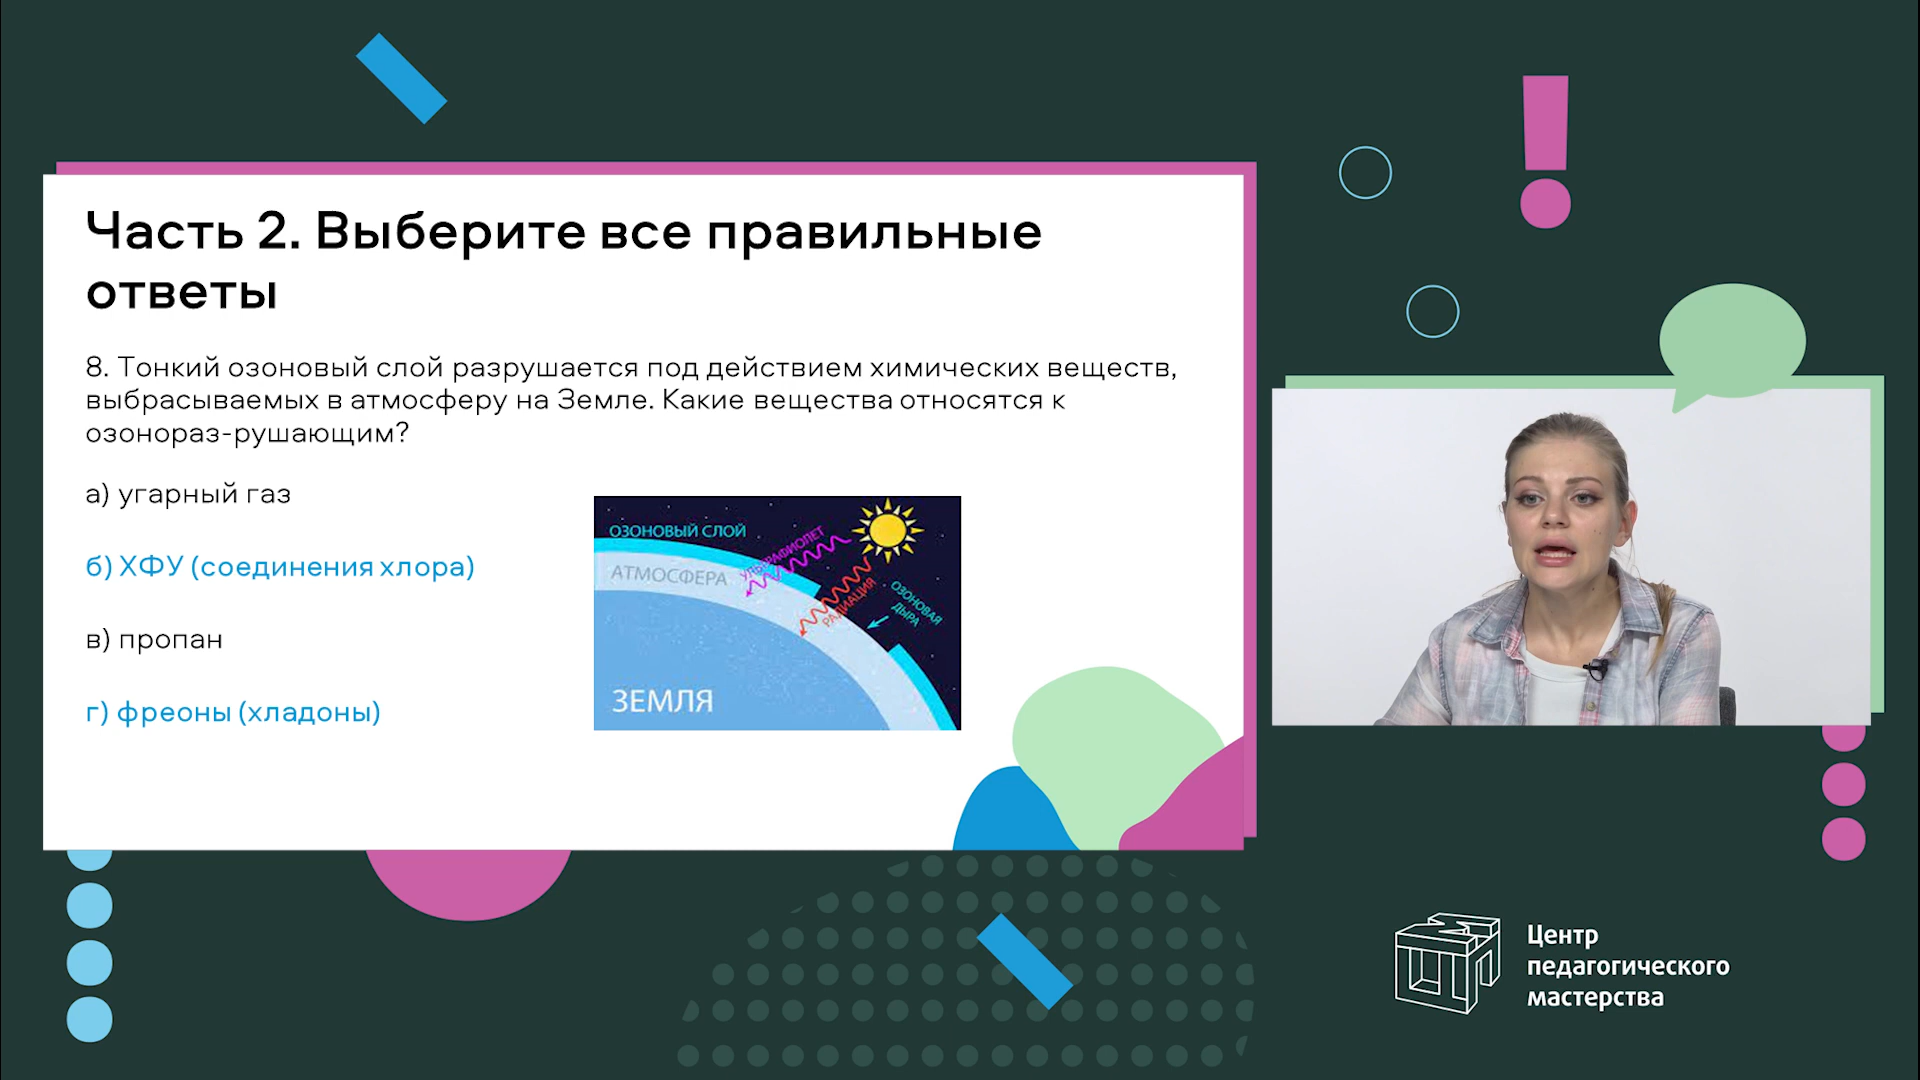 Часть 2. Выберите все правильные
ответы
8. Тонкий озоновый слой разрушается под действием химических веществ,
выбрасываемых в атмосферу на Земле. Какие вещества относятся к
озонораз-рушающим?
а) угарный газ
б) ХФУ (соединения хлора)
в) пропан
г) фреоны (хладоны)
ОЗОНОВЫЙ СЛОЙ
УЛЬТРАФИОЛЕТ
АТМОСФЕРА
РАДИАЦИЯ
ОЗОНОВАЯ
ДЫРА
ЗЕМЛЯ
Центр
педагогического
мастерства